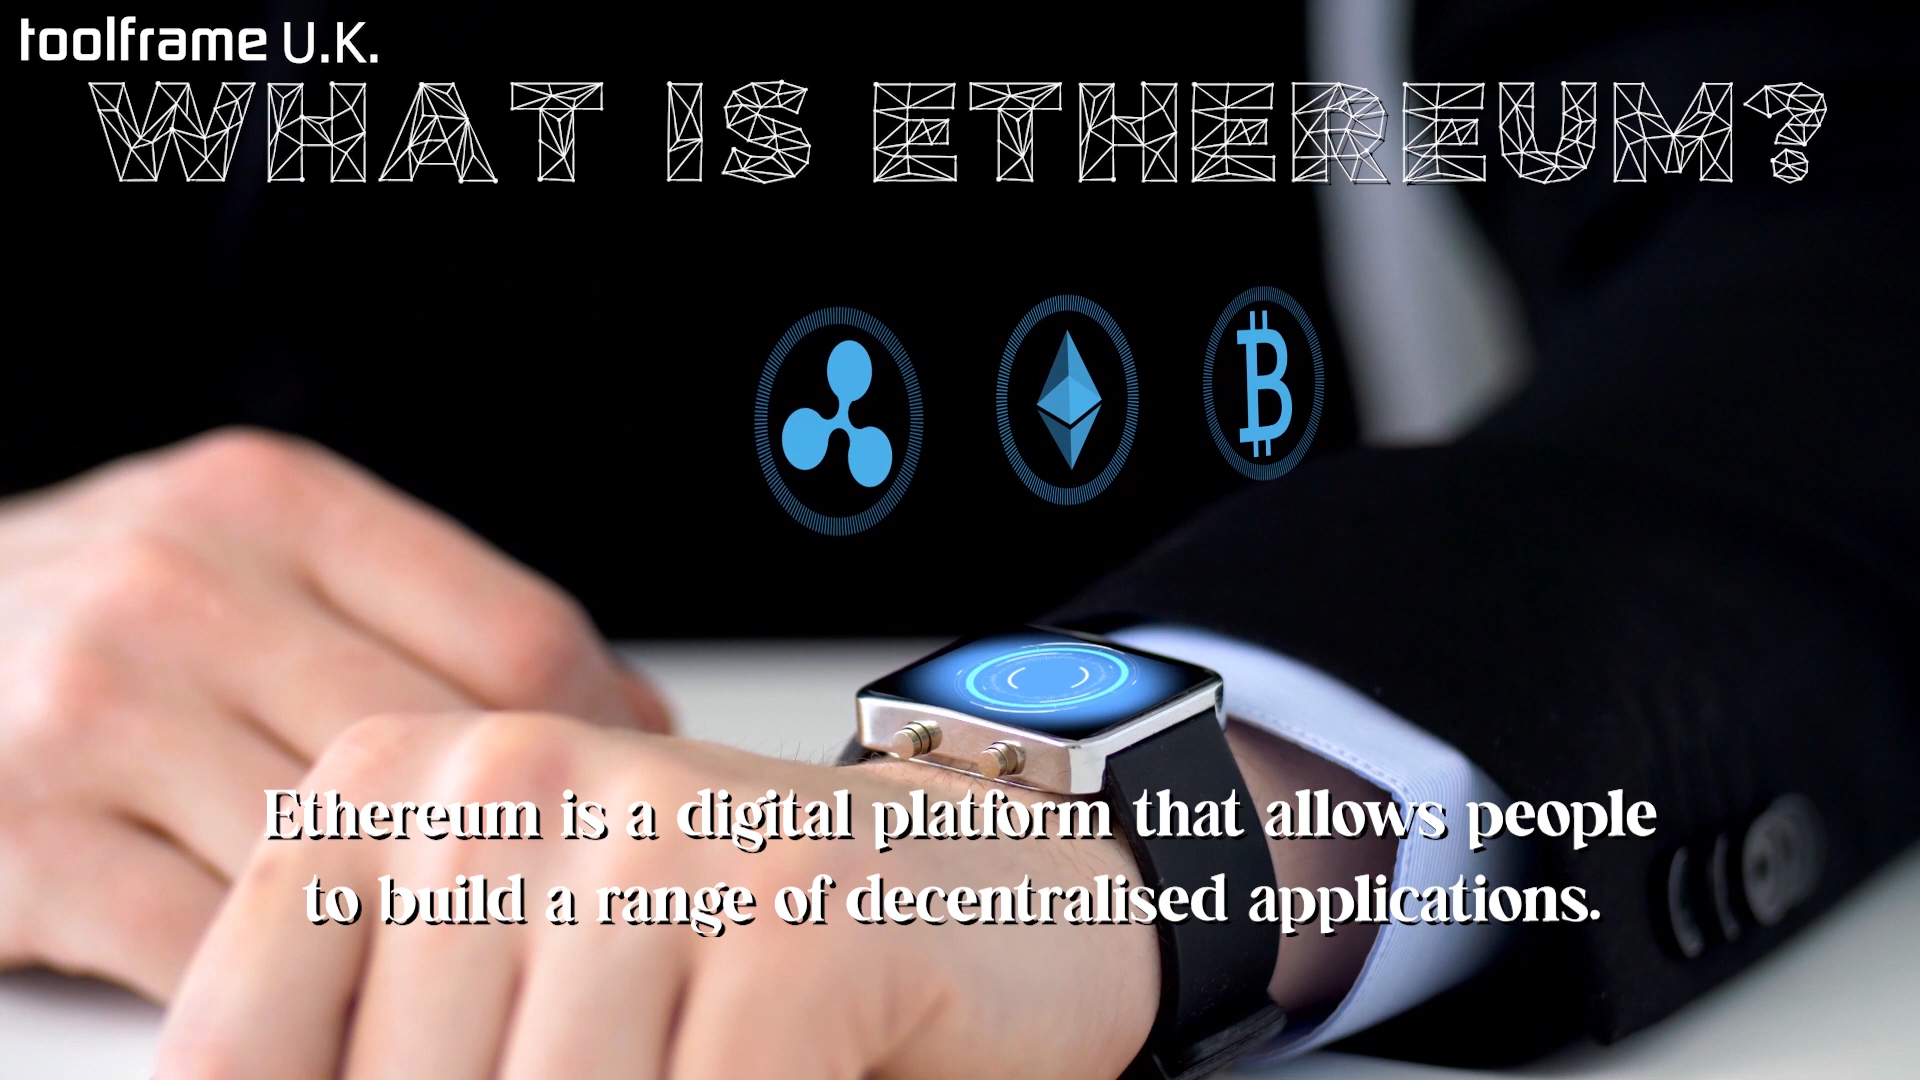 toolframe U.K.
WHAT IS ETHEREUM?
Ethereum is a digital platform that allows people
to build a range of decentralised applications.